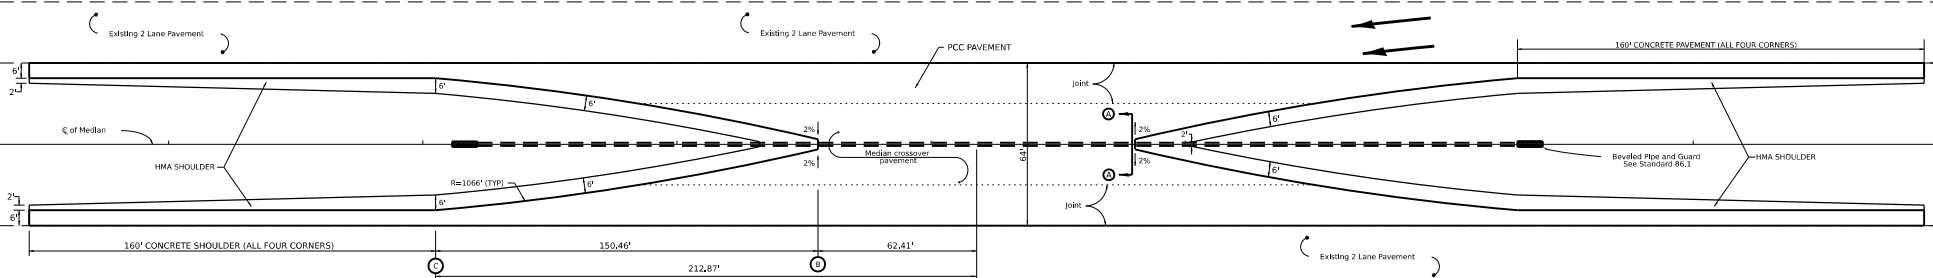 Existing 2 Lane Pavement
Existing 2 Lane Pavement
PCC PAVEMENT
160' CONCRETE PAVEMENT (ALL FOUR CORNERS)
6'
2'
6'
6'
Joint
6'
A
2%
2%
2'
℄ of Median
Median crossover
pavement
64'
HMA SHOULDER
2%
2%
Beveled Pipe and Guard
See Standard 86.1
HMA SHOULDER
R=1066' (TYP)
6'
A
6'
2'
6'
6'
Joint
160' CONCRETE SHOULDER (ALL FOUR CORNERS)
150.46'
62.41'
C
B
212.87'
Existing 2 Lane Pavement